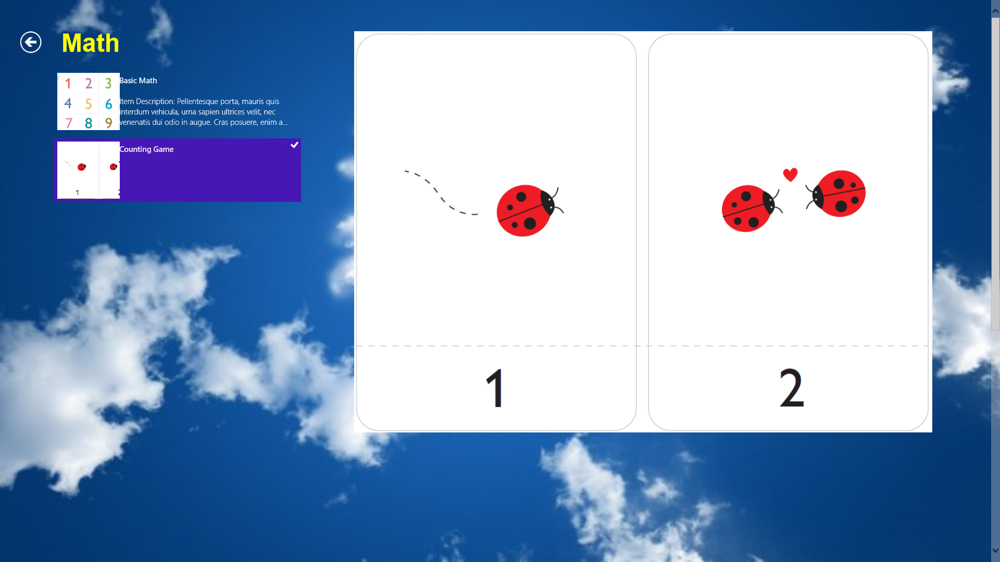 Math
1 2 3
4 5 6
7 8 9
Basic Math
Item Description: Pellentesque porta, mauris quis
interdum vehicula, urna sapien ultrices velit, nec
venenatis dui odio in augue. Cras posuere, enim a...
Counting Game
1 2
1 2